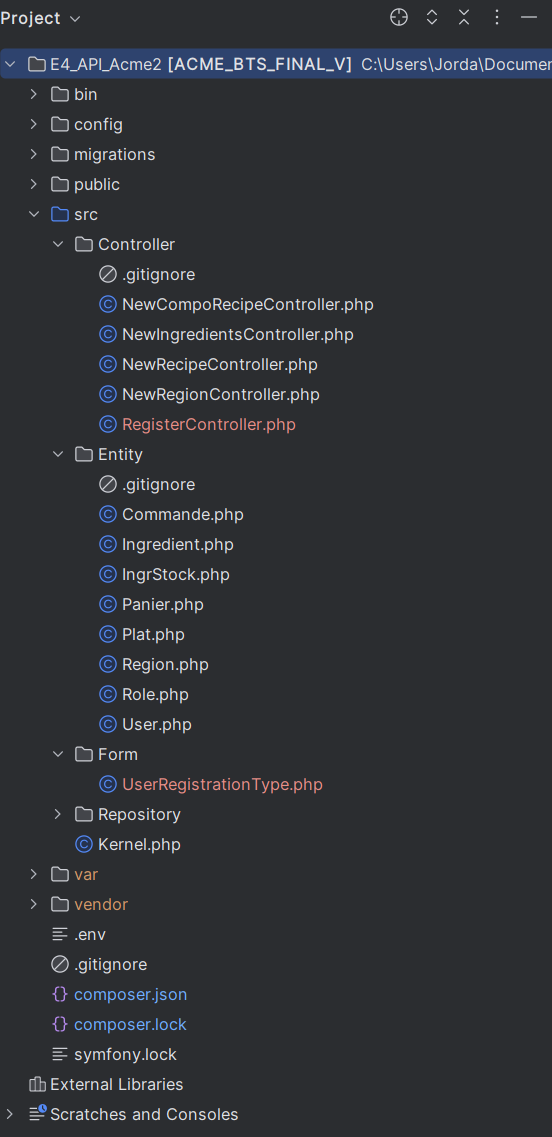 Project
E4_API_Acme2 [ACME_BTS_FINAL_V] C:\Users\Jorda\Documen
bin
config
migrations
public
src
Controller
.gitignore
NewCompoRecipeController.php
NewIngredientsController.php
NewRecipeController.php
NewRegionController.php
RegisterController.php
Entity
.gitignore
Commande.php
Ingredient.php
IngrStock.php
Panier.php
Plat.php
Region.php
Role.php
User.php
Form
UserRegistrationType.php
Repository
Kernel.php
var
vendor
.env
.gitignore
composer.json
composer.lock
symfony.lock
External Libraries
Scratches and Consoles